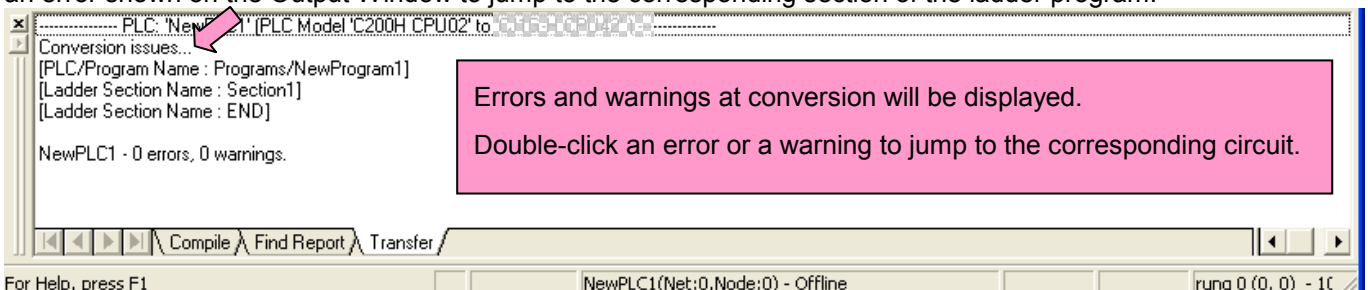 an error shown on the Output Window to jump to the corresponding section of the ladder program.
-------------- PLC: 'NewPLC1' (PLC Model 'C200H CPU02' to ------------
Conversion issues...
[PLC/Program Name : Programs/NewProgram1]
[Ladder Section Name : Section1]
[Ladder Section Name : END]
NewPLC1 - 0 errors, 0 warnings.
Errors and warnings at conversion will be displayed.
Double-click an error or a warning to jump to the corresponding circuit.
Compile Find Report Transfer
For Help, press F1 NewPLC1(Net:0,Node:0) - Offline rung 0 (0, 0) - 10